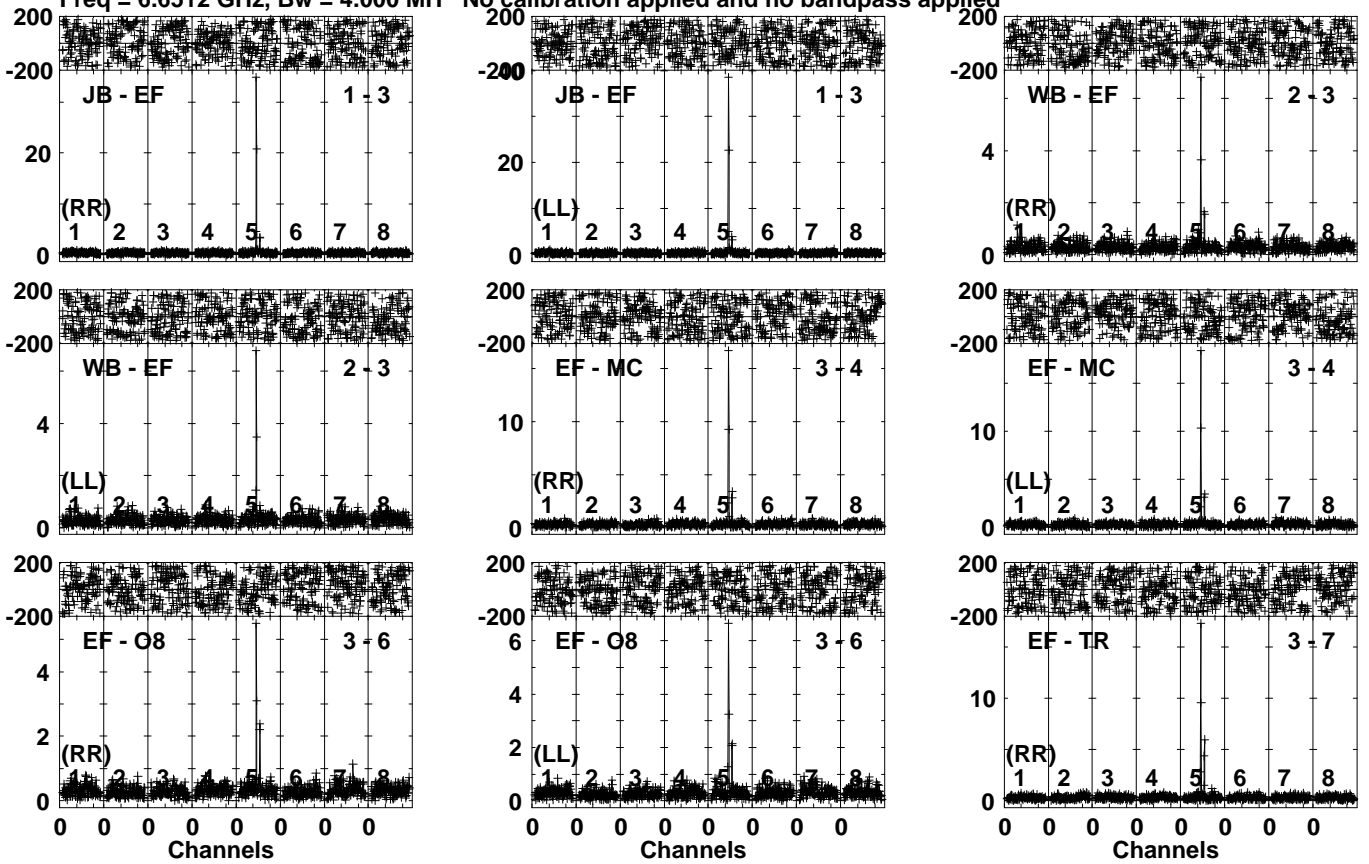 Freq = 6.6512 GHz, Bw = 4.000 MH No calibration applied and no bandpass applied
200 200 200
-200 -200 40 -200
JB - EF 1 - 3 JB - EF 1 - 3 WB - EF 2 - 3
20 20 4
(RR) (LL) (RR)
1 2 3 4 5 6 7 8 1 2 3 4 5 6 7 8 1 2 3 4 5 6 7 8
0 0 0
200 200 200
-200 -200 -200
WB - EF 2 - 3 EF - MC 3 - 4 EF - MC 3 - 4
4 10 10
(LL) (RR) (LL)
1 2 3 4 5 6 7 8 1 2 3 4 5 6 7 8 1 2 3 4 5 6 7 8
0 0 0
200 200 200
-200 -200 -200
EF - O8 3 - 6 EF - O8 3 - 6 EF - TR 3 - 7
6
4 4 10
2 2
(RR) (LL) (RR)
1 2 3 4 5 6 7 8 1 2 3 4 5 6 7 8 1 2 3 4 5 6 7 8
0 0 0
0 0 0 0 0 0 0 0 0 0 0 0 0 0 0 0 0 0 0 0 0 0 0 0
Channels Channels Channels